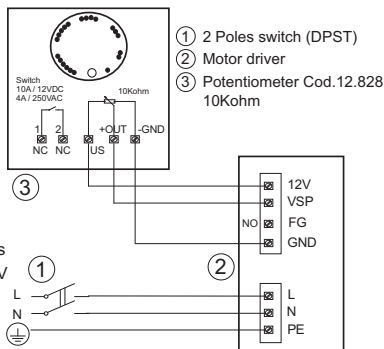 1 2 Poles switch (DPST)
2 Motor driver
3 Potentiometer Cod.12.828
10Kohm
Switch
10A / 12VDC
4A / 250VAC
10Kohm
1 2 +OUT -GND
NC NC US
3
12V
VSP
NO FG
GND
2
s
V
1
L
N
L
N
PE